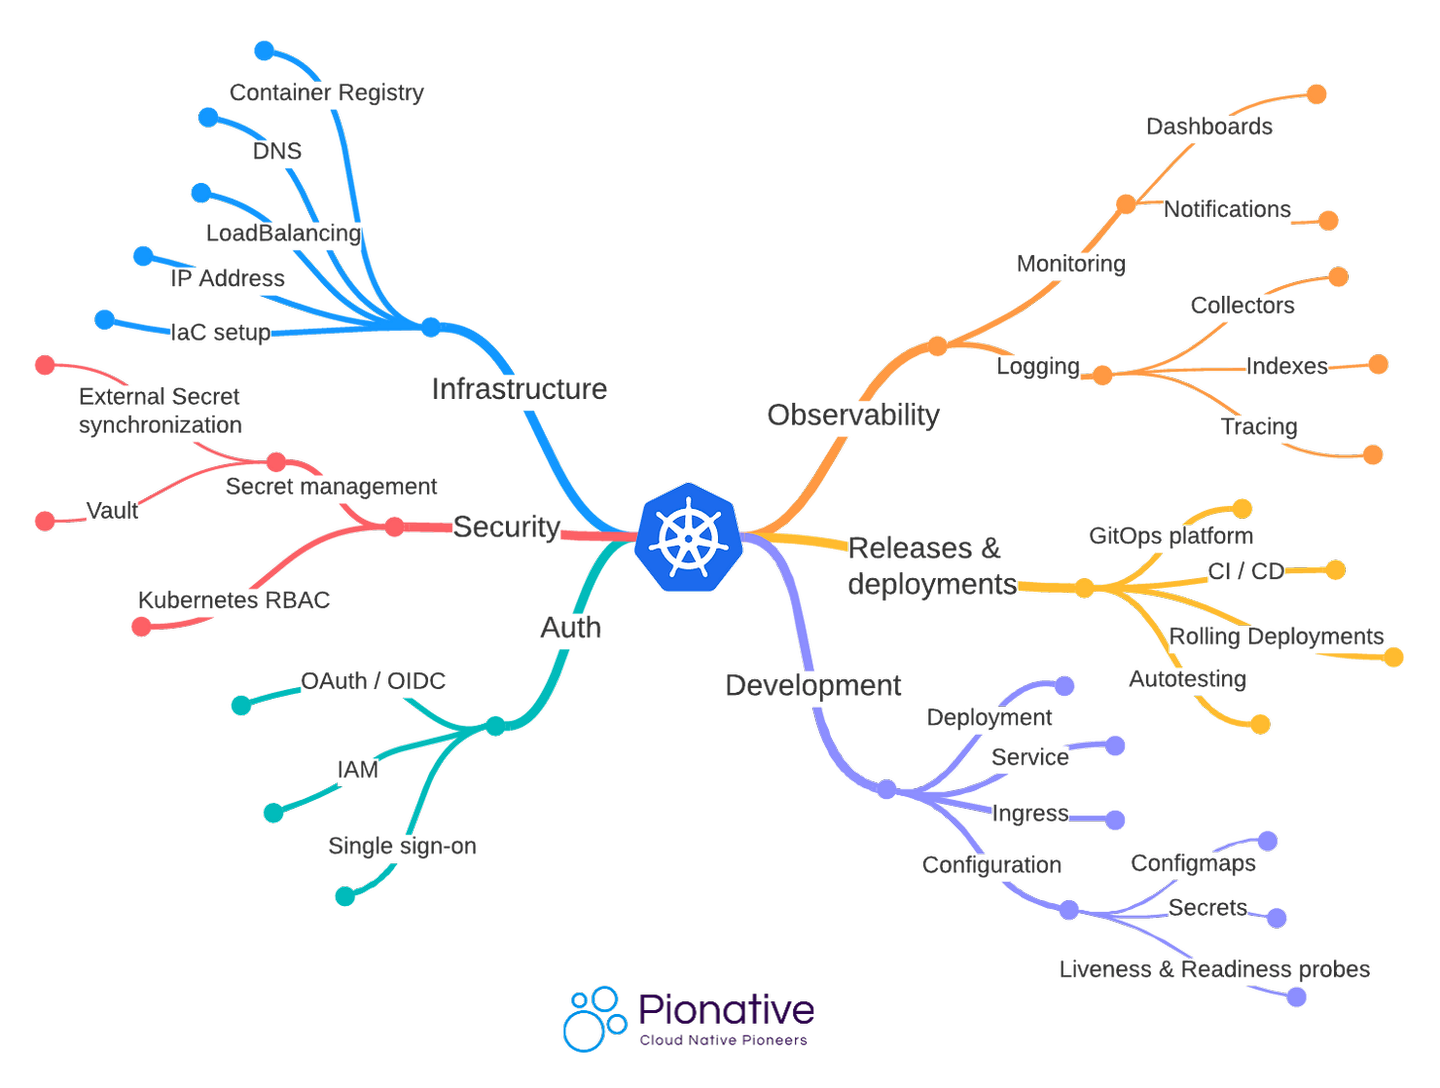 Container Registry
DNS
LoadBalancing
IP Address
IaC setup
Infrastructure
External Secret
synchronization
Vault
Secret management
Kubernetes RBAC
Security
Auth
OAuth / OIDC
IAM
Single sign-on
Observability
Monitoring
Dashboards
Notifications
Logging
Collectors
Indexes
Tracing
Releases &
deployments
GitOps platform
CI / CD
Rolling Deployments
Autotesting
Development
Deployment
Service
Ingress
Configuration
Configmaps
Secrets
Liveness & Readiness probes
Pionative
Cloud Native Pioneers